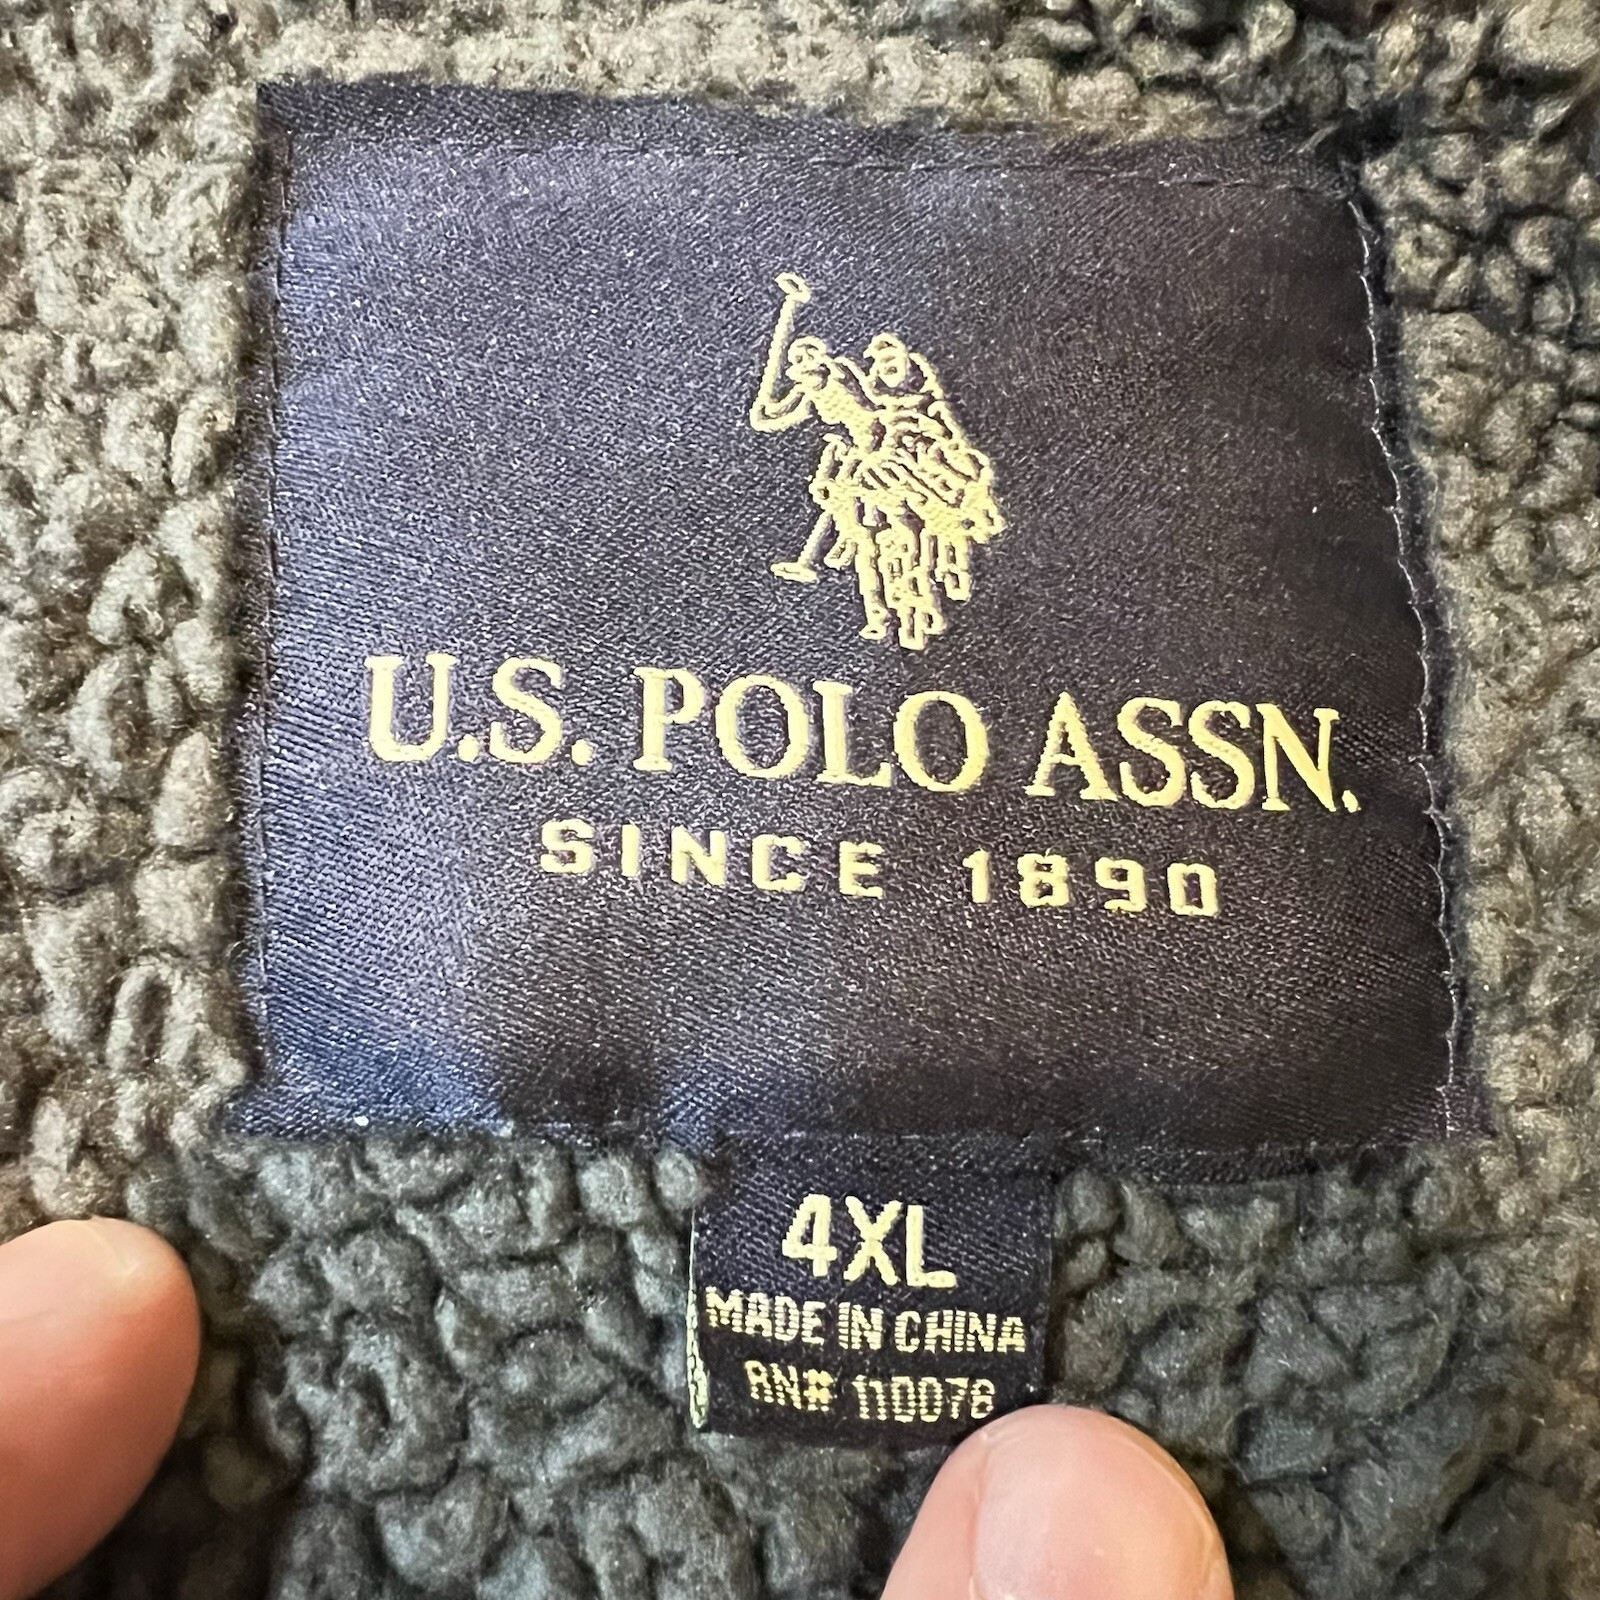 U.S. POLO ASSN.
SINCE 1890
4XL
MADE IN CHINA
RN# 110076